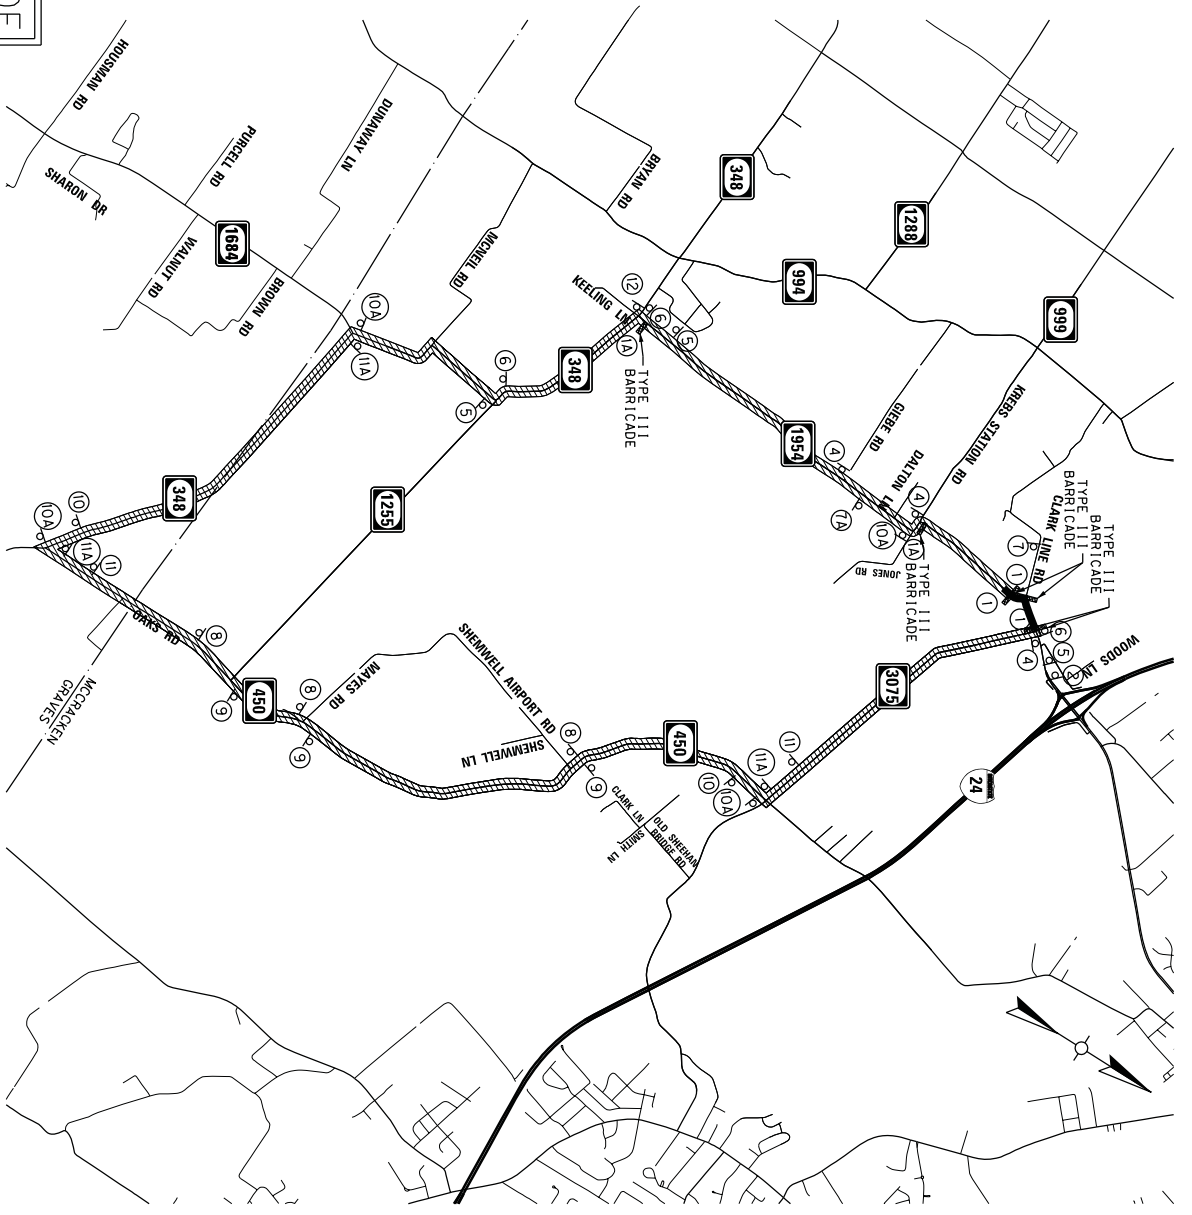 HOUSMAN RD
SHARON DR
PURCELL RD
DUNAWAY LN
WALNUT RD
1684
BROWN RD
MCNEIL RD
BRYAN RD
348
1288
994
999
KEELING LN
12
6
5
1A
TYPE III
BARRICADE
10A
11A
6
5
348
1954
GIEBE RD
KREBS STATION RD
DALTON LN
4
7A
4
10A
1A
TYPE III
BARRICADE
JONES RD
TYPE III
BARRICADE
TYPE III
BARRICADE
CLARK LINE RD
7
1
1
1
6
5
4
2
WOODS LN
1255
348
10
10A
11A
11
OAKS RD
8
9
MCCRACKEN
GRAVES
450
8
9
MAYES RD
SHEMWELL AIRPORT RD
SHEMWELL LN
8
9
450
10
10A
11A
11
3075
24
CLARK LN
SMITH LN
OLD SHEEHAN
BRIDGE RD